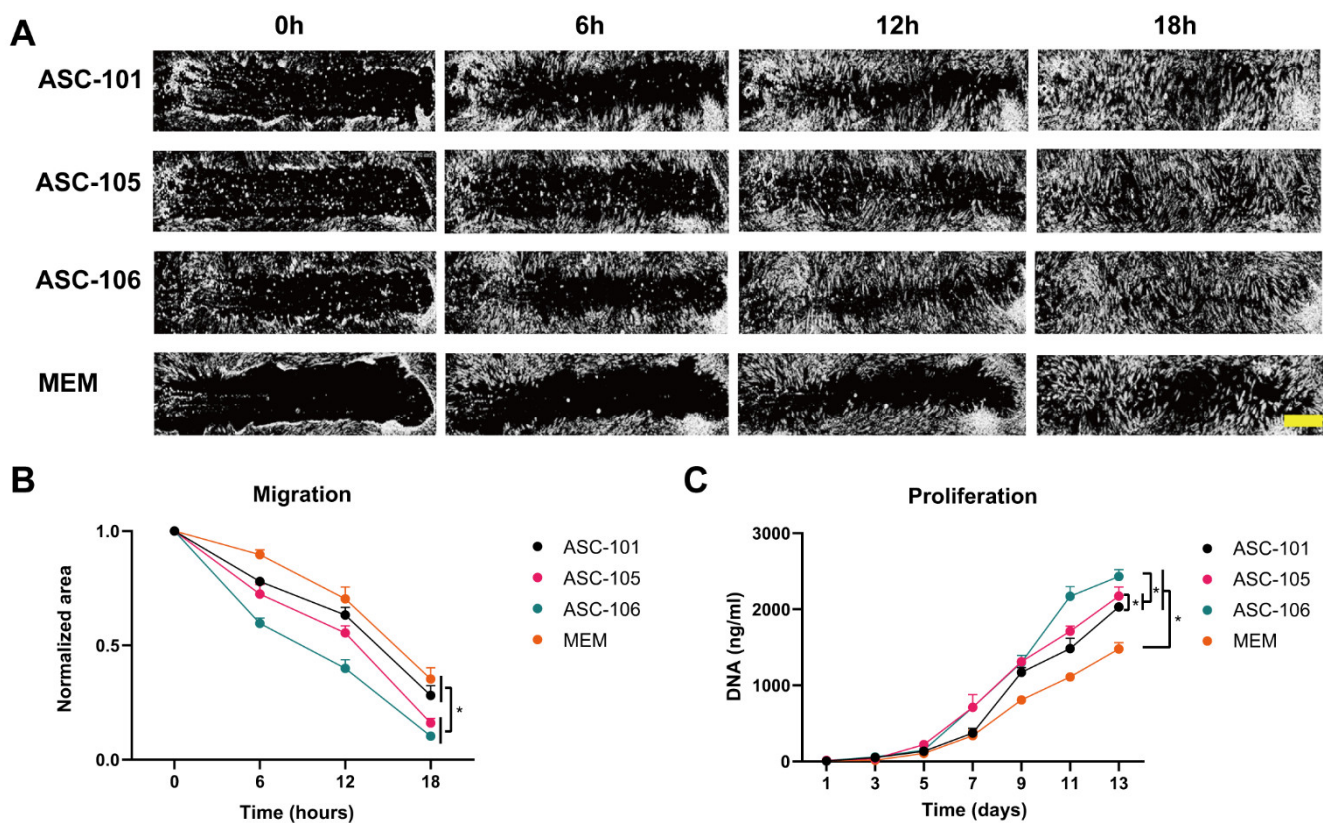 A
0h 6h 12h 18h
ASC-101
ASC-105
ASC-106
MEM
B
Migration
Normalized area
1.0
0.5
0.0
0 6 12 18
Time (hours)
ASC-101
ASC-105
ASC-106
MEM
*
C
Proliferation
DNA (ng/ml)
3000
2000
1000
0
1 3 5 7 9 11 13
Time (days)
ASC-101
ASC-105
ASC-106
MEM
* * *